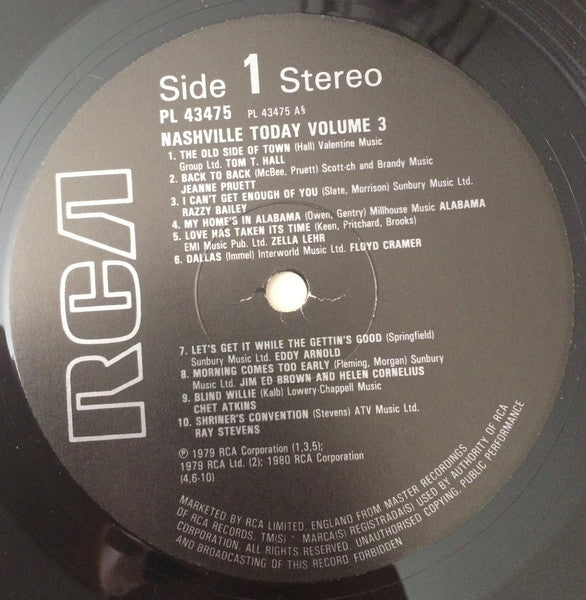 Side 1 Stereo
PL 43475 PL 43475 A§
NASHVILLE TODAY VOLUME 3
1. THE OLD SIDE OF TOWN (Hall) Valentine Music
Group Ltd. TOM T. HALL
2. BACK TO BACK (McBee, Pruett) Scott-ch and Brandy Music
JEANNE PRUETT
3. I CAN'T GET ENOUGH OF YOU (Slate, Morrison) Sunbury Music Ltd.
RAZZY BAILEY
4. MY HOME'S IN ALABAMA (Owen, Gentry) Millhouse Music ALABAMA
5. LOVE HAS TAKEN ITS TIME (Keen, Pritchard, Brooks)
EMI Music Pub. Ltd. ZELLA LEHR
6. DALLAS (Immel) Interworld Music Ltd. FLOYD CRAMER
RCA
7. LET'S GET IT WHILE THE GETTIN'S GOOD (Springfield)
Sunbury Music Ltd. EDDY ARNOLD
8. MORNING COMES TOO EARLY (Fleming, Morgan) Sunbury
Music Ltd. JIM ED BROWN AND HELEN CORNELIUS
9. BLIND WILLIE (Kalb) Lowery-Chappell Music
CHET ATKINS
10. SHRINER'S CONVENTION (Stevens) ATV Music Ltd.
RAY STEVENS
℗ 1979 RCA Corporation (1,3,5);
1979 RCA Ltd. (2); 1980 RCA Corporation
(4,6-10)
MARKETED BY RCA LIMITED, ENGLAND FROM MASTER RECORDINGS
OF RCA RECORDS. TM(S) · MARCA(S) REGISTRADA(S) USED BY AUTHORITY OF RCA
CORPORATION. ALL RIGHTS RESERVED. UNAUTHORISED COPYING, PUBLIC PERFORMANCE
AND BROADCASTING OF THIS RECORD FORBIDDEN